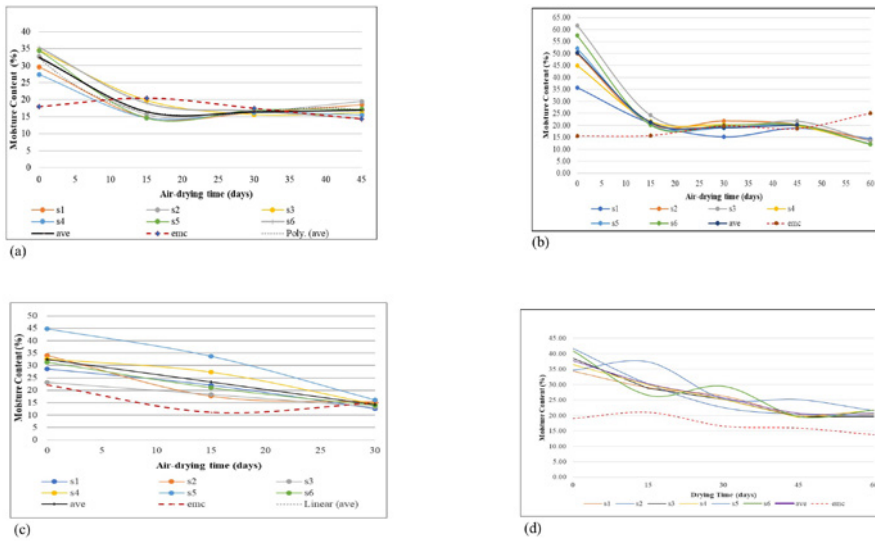 40
35
30
25
20
15
10
5
0
Moisture Content (%)
0 5 10 15 20 25 30 35 40 45
Air-drying time (days)
s1 s2 s3
s4 s5 s6
ave emc Poly. (ave)
(a)
65.00
60.00
55.00
50.00
45.00
40.00
35.00
30.00
25.00
20.00
15.00
10.00
5.00
0.00
Moisture Content (%)
0 5 10 15 20 25 30 35 40 45 50 55 60
Air-drying time (days)
s1 s2 s3 s4
s5 s6 ave emc
(b)
50
45
40
35
30
25
20
15
10
5
0
Moisture Content (%)
0 5 10 15 20 25 30
Air-drying time (days)
s1 s2 s3
s4 s5 s6
ave emc Linear (ave)
(c)
45.00
40.00
35.00
30.00
25.00
20.00
15.00
10.00
5.00
0.00
Moisture Content (%)
0 15 30 45 60
Drying Time (days)
s1 s2 s3 s4 s5 s6 ave emc
(d)